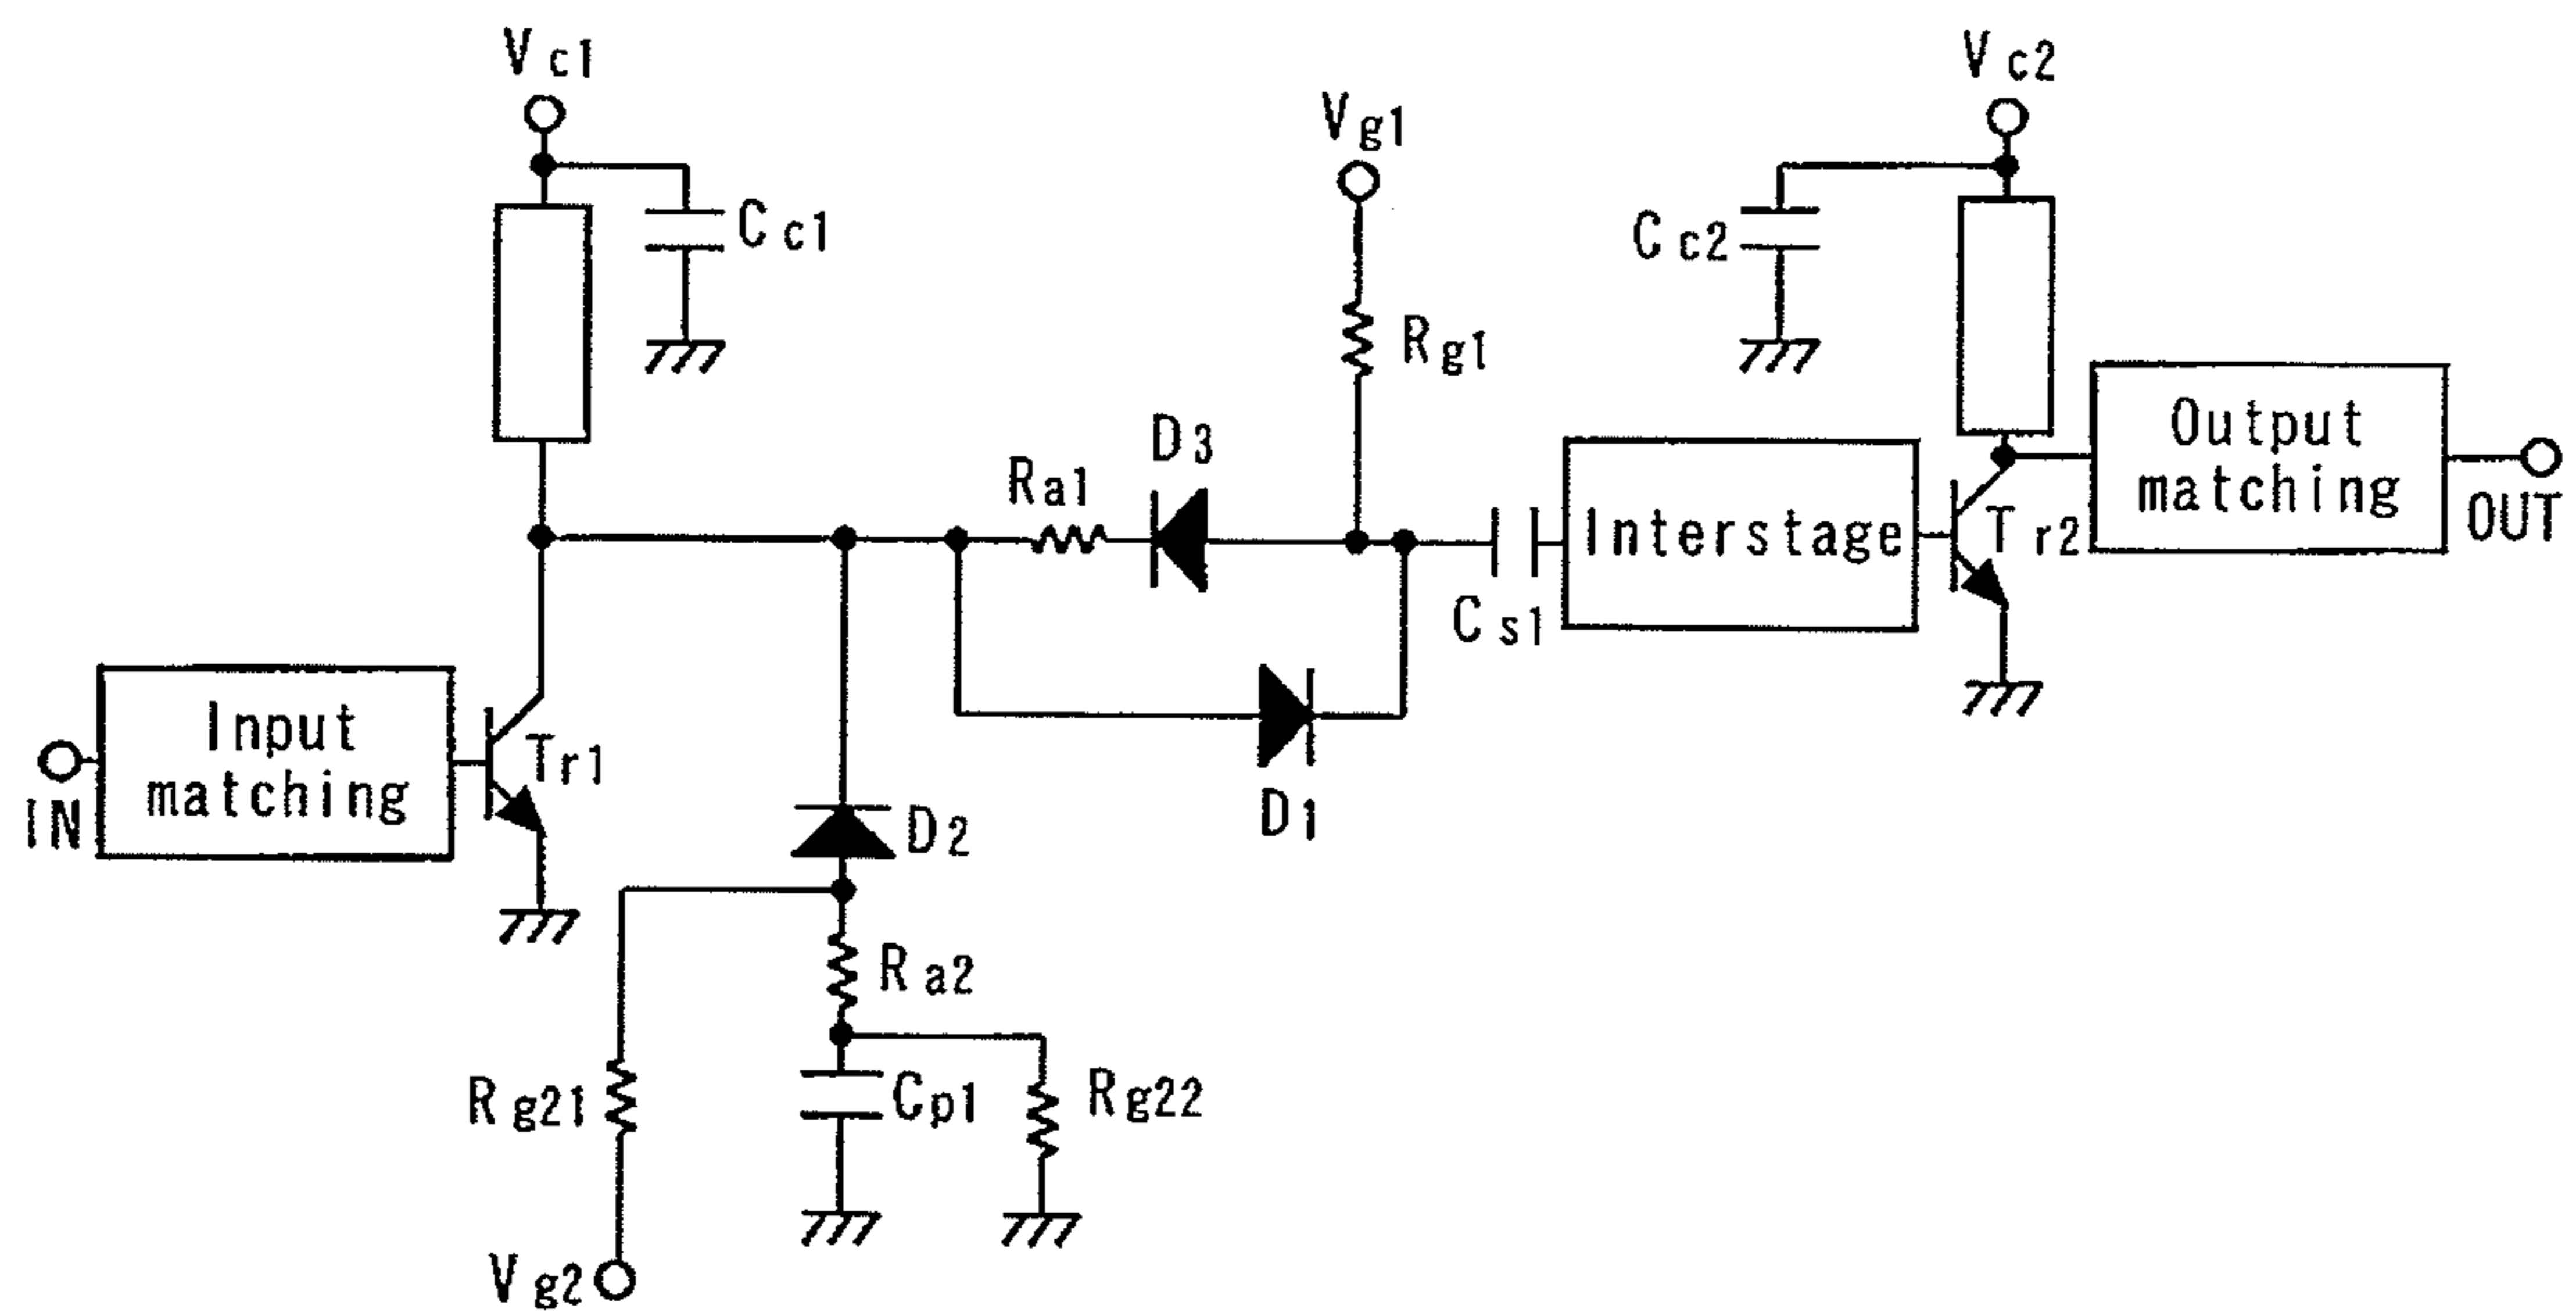 Vc1
Vc2
Vg1
Cc1
Cc2
Rg1
D3
Ra1
Output
matching
OUT
Interstage
Tr2
Cs1
Input
matching
Tr1
IN
D1
D2
Ra2
Rg21
Cp1
Rg22
Vg2